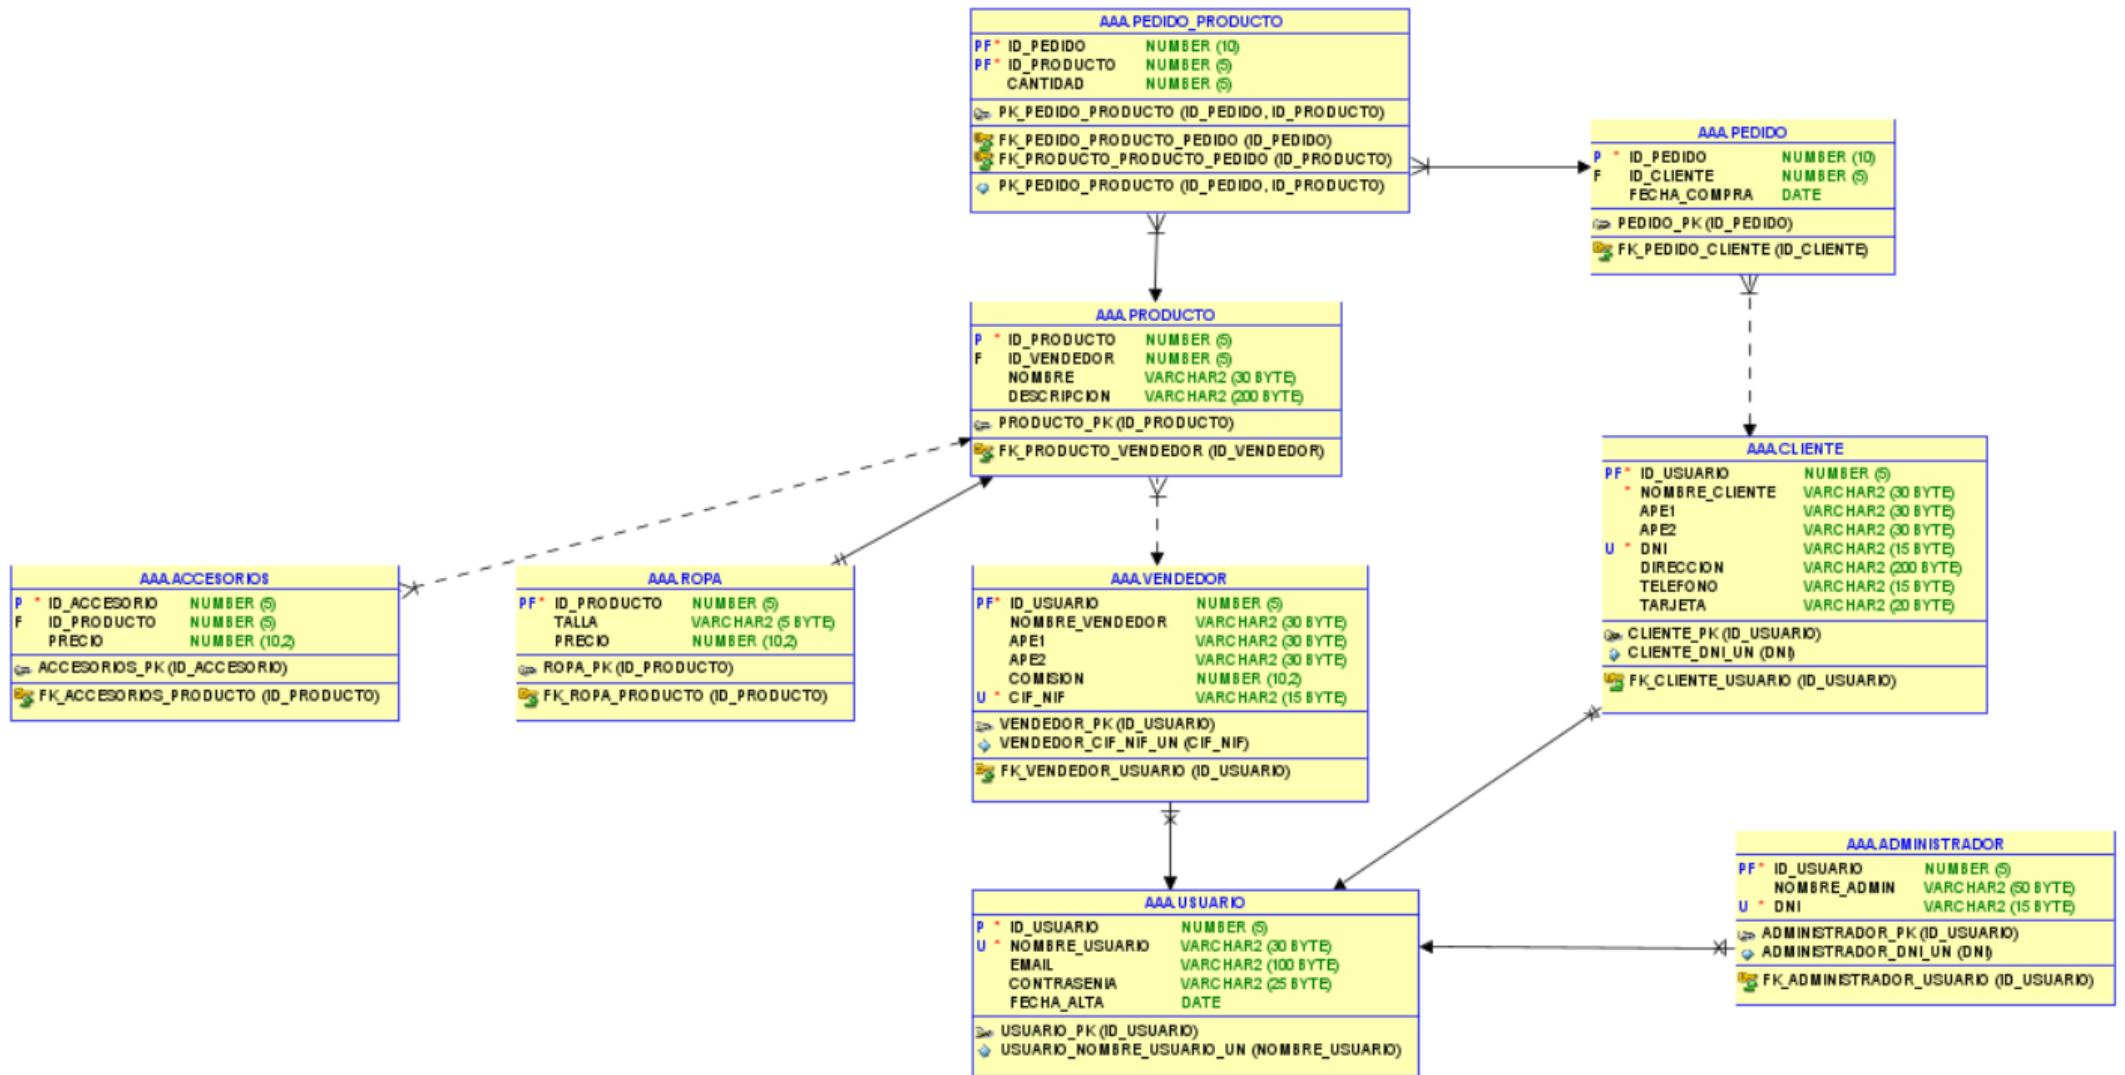 AAA.PEDIDO_PRODUCTO
PF * ID_PEDIDO NUMBER (10)
PF * ID_PRODUCTO NUMBER (5)
CANTIDAD NUMBER (5)
PK_PEDIDO_PRODUCTO (ID_PEDIDO, ID_PRODUCTO)
FK_PEDIDO_PRODUCTO_PEDIDO (ID_PEDIDO)
FK_PRODUCTO_PRODUCTO_PEDIDO (ID_PRODUCTO)
PK_PEDIDO_PRODUCTO (ID_PEDIDO, ID_PRODUCTO)
AAA.PEDIDO
P * ID_PEDIDO NUMBER (10)
F ID_CLIENTE NUMBER (5)
FECHA_COMPRA DATE
PEDIDO_PK (ID_PEDIDO)
FK_PEDIDO_CLIENTE (ID_CLIENTE)
AAA.PRODUCTO
P * ID_PRODUCTO NUMBER (5)
F ID_VENDEDOR NUMBER (5)
NOMBRE VARCHAR2 (30 BYTE)
DESCRIPCION VARCHAR2 (200 BYTE)
PRODUCTO_PK (ID_PRODUCTO)
FK_PRODUCTO_VENDEDOR (ID_VENDEDOR)
AAA.CLIENTE
PF * ID_USUARIO NUMBER (5)
* NOMBRE_CLIENTE VARCHAR2 (30 BYTE)
APE1 VARCHAR2 (30 BYTE)
APE2 VARCHAR2 (30 BYTE)
U * DNI VARCHAR2 (15 BYTE)
DIRECCION VARCHAR2 (200 BYTE)
TELEFONO VARCHAR2 (15 BYTE)
TARJETA VARCHAR2 (20 BYTE)
CLIENTE_PK (ID_USUARIO)
CLIENTE_DNI_UN (DNI)
FK_CLIENTE_USUARIO (ID_USUARIO)
AAA.ACCESORIOS
P * ID_ACCESORIO NUMBER (5)
F ID_PRODUCTO NUMBER (5)
PRECIO NUMBER (10,2)
ACCESORIOS_PK (ID_ACCESORIO)
FK_ACCESORIOS_PRODUCTO (ID_PRODUCTO)
AAA.ROPA
PF * ID_PRODUCTO NUMBER (5)
TALLA VARCHAR2 (5 BYTE)
PRECIO NUMBER (10,2)
ROPA_PK (ID_PRODUCTO)
FK_ROPA_PRODUCTO (ID_PRODUCTO)
AAA.VENDEDOR
PF * ID_USUARIO NUMBER (5)
NOMBRE_VENDEDOR VARCHAR2 (30 BYTE)
APE1 VARCHAR2 (30 BYTE)
APE2 VARCHAR2 (30 BYTE)
COMISION NUMBER (10,2)
U * CIF_NIF VARCHAR2 (15 BYTE)
VENDEDOR_PK (ID_USUARIO)
VENDEDOR_CIF_NIF_UN (CIF_NIF)
FK_VENDEDOR_USUARIO (ID_USUARIO)
AAA.ADMINISTRADOR
PF * ID_USUARIO NUMBER (5)
NOMBRE_ADMIN VARCHAR2 (50 BYTE)
U * DNI VARCHAR2 (15 BYTE)
ADMINISTRADOR_PK (ID_USUARIO)
ADMINISTRADOR_DNI_UN (DNI)
FK_ADMINISTRADOR_USUARIO (ID_USUARIO)
AAA.USUARIO
P * ID_USUARIO NUMBER (5)
U * NOMBRE_USUARIO VARCHAR2 (30 BYTE)
EMAIL VARCHAR2 (100 BYTE)
CONTRASENIA VARCHAR2 (25 BYTE)
FECHA_ALTA DATE
USUARIO_PK (ID_USUARIO)
USUARIO_NOMBRE_USUARIO_UN (NOMBRE_USUARIO)